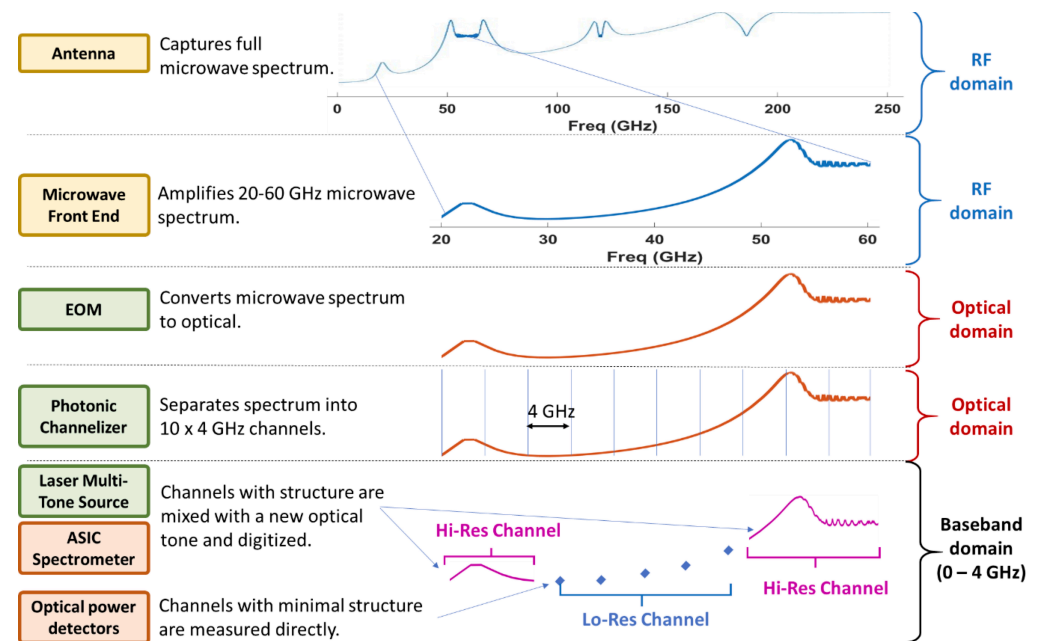 Antenna
Captures full
microwave spectrum.
0 50 100 150 200 250
Freq (GHz)
RF
domain
Microwave
Front End
Amplifies 20-60 GHz microwave
spectrum.
20 30 40 50 60
Freq (GHz)
RF
domain
EOM
Converts microwave spectrum
to optical.
Optical
domain
Photonic
Channelizer
Separates spectrum into
10 x 4 GHz channels.
4 GHz
Optical
domain
Laser Multi-
Tone Source
ASIC
Spectrometer
Channels with structure are
mixed with a new optical
tone and digitized.
Hi-Res Channel
Hi-Res Channel
Lo-Res Channel
Optical power
detectors
Channels with minimal structure
are measured directly.
Baseband
domain
(0 – 4 GHz)